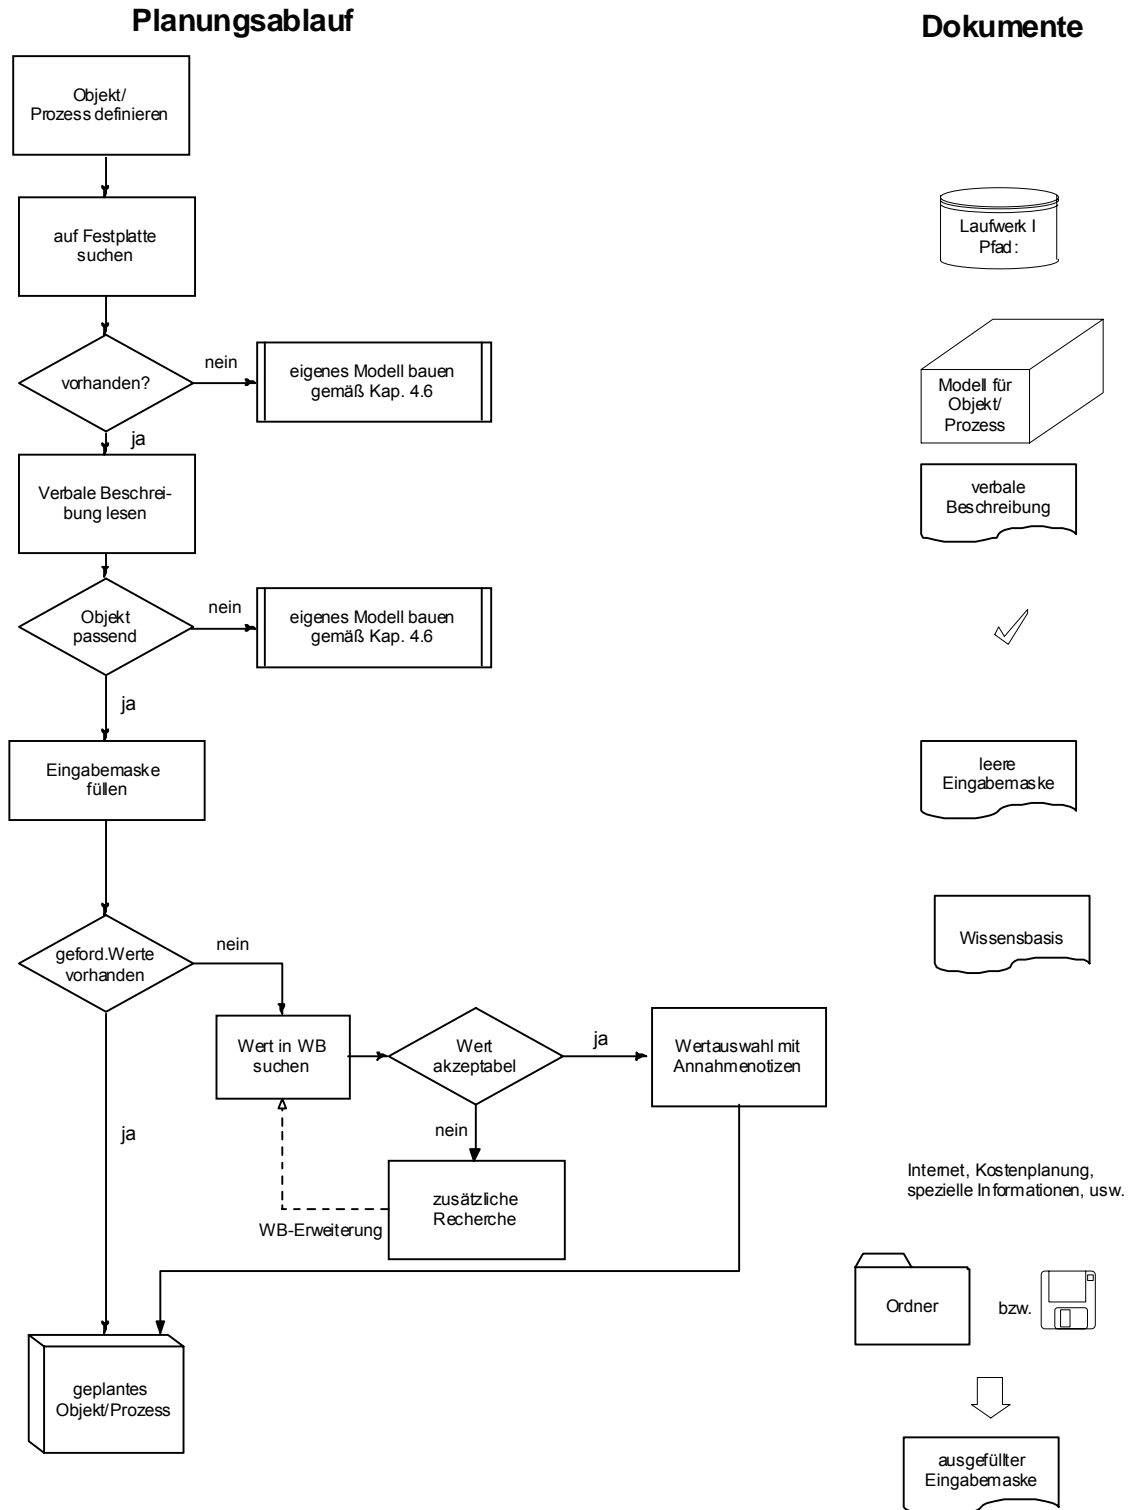 Planungsablauf
Dokumente
Objekt/
Prozess definieren
auf Festplatte
suchen
Laufwerk I
Pfad:
vorhanden?
nein
eigenes Modell bauen
gemäß Kap. 4.6
Modell für
Objekt/
Prozess
ja
Verbale Beschrei-
bung lesen
verbale
Beschreibung
Objekt
passend
nein
eigenes Modell bauen
gemäß Kap. 4.6
ja
Eingabemaske
füllen
leere
Eingabemaske
geford.Werte
vorhanden
nein
Wissensbasis
Wert in WB
suchen
Wert
akzeptabel
ja
Wertauswahl mit
Annahmenotizen
nein
ja
zusätzliche
Recherche
WB-Erweiterung
Internet, Kostenplanung,
spezielle Informationen, usw.
Ordner
bzw.
geplantes
Objekt/Prozess
ausgefüllter
Eingabemaske